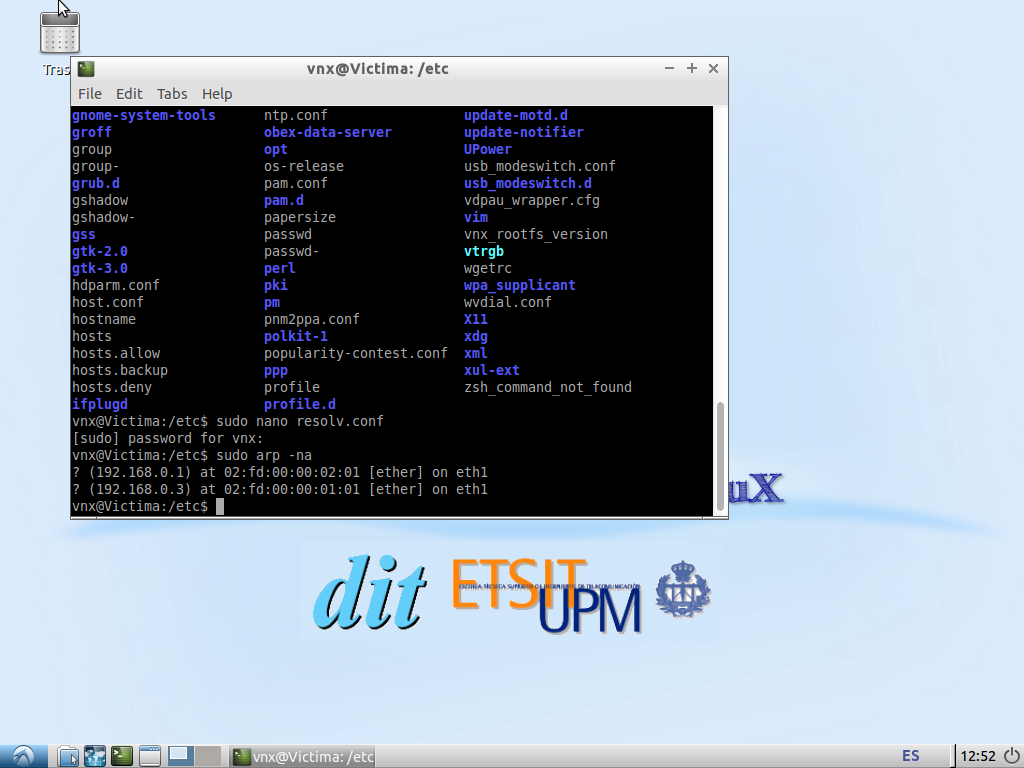 Tras
vnx@Victima: /etc
File Edit Tabs Help
gnome-system-tools ntp.conf update-motd.d
groff obex-data-server update-notifier
group opt UPower
group- os-release usb_modeswitch.conf
grub.d pam.conf usb_modeswitch.d
gshadow pam.d vdpau_wrapper.cfg
gshadow- papersize vim
gss passwd vnx_rootfs_version
gtk-2.0 passwd- vtrgb
gtk-3.0 perl wgetrc
hdparm.conf pki wpa_supplicant
host.conf pm wvdial.conf
hostname pnm2ppa.conf X11
hosts polkit-1 xdg
hosts.allow popularity-contest.conf xml
hosts.backup ppp xul-ext
hosts.deny profile zsh_command_not_found
ifplugd profile.d
vnx@Victima:/etc$ sudo nano resolv.conf
[sudo] password for vnx:
vnx@Victima:/etc$ sudo arp -na
? (192.168.0.1) at 02:fd:00:00:02:01 [ether] on eth1
? (192.168.0.3) at 02:fd:00:00:01:01 [ether] on eth1
vnx@Victima:/etc$
uX
dit
ETSIT
ESCUELA TÉCNICA SUPERIOR DE INGENIEROS DE TELECOMUNICACIÓN
UPM
vnx@Victima: /etc
ES
12:52